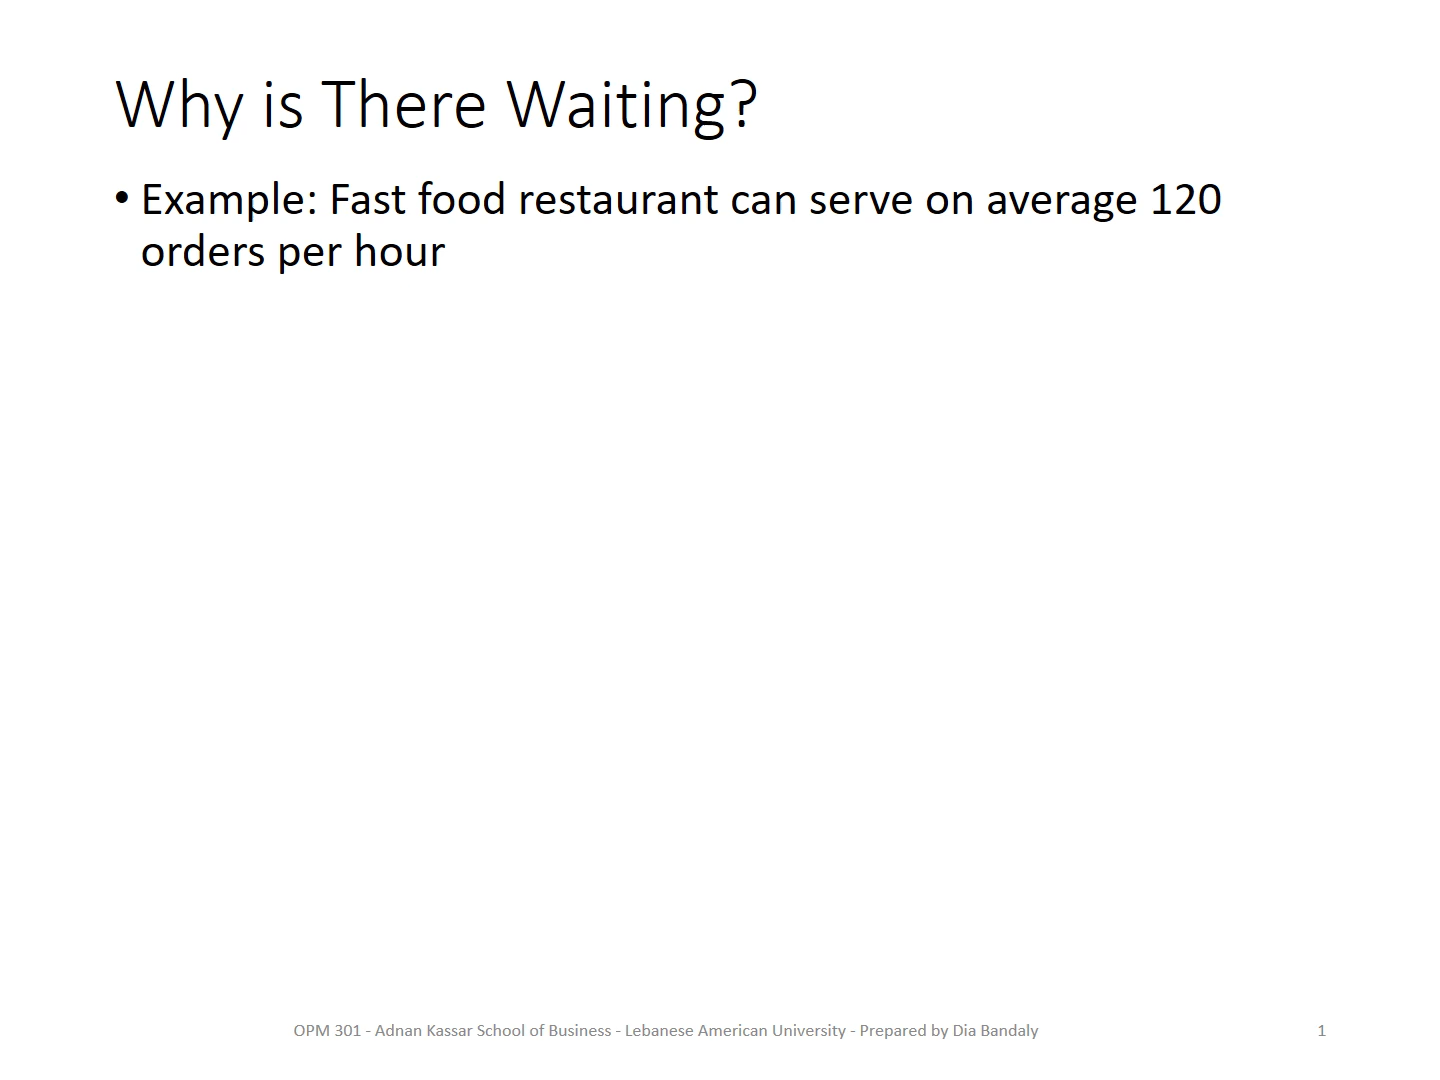 Why is There Waiting?
• Example: Fast food restaurant can serve on average 120
orders per hour
OPM 301 - Adnan Kassar School of Business - Lebanese American University - Prepared by Dia Bandaly
1